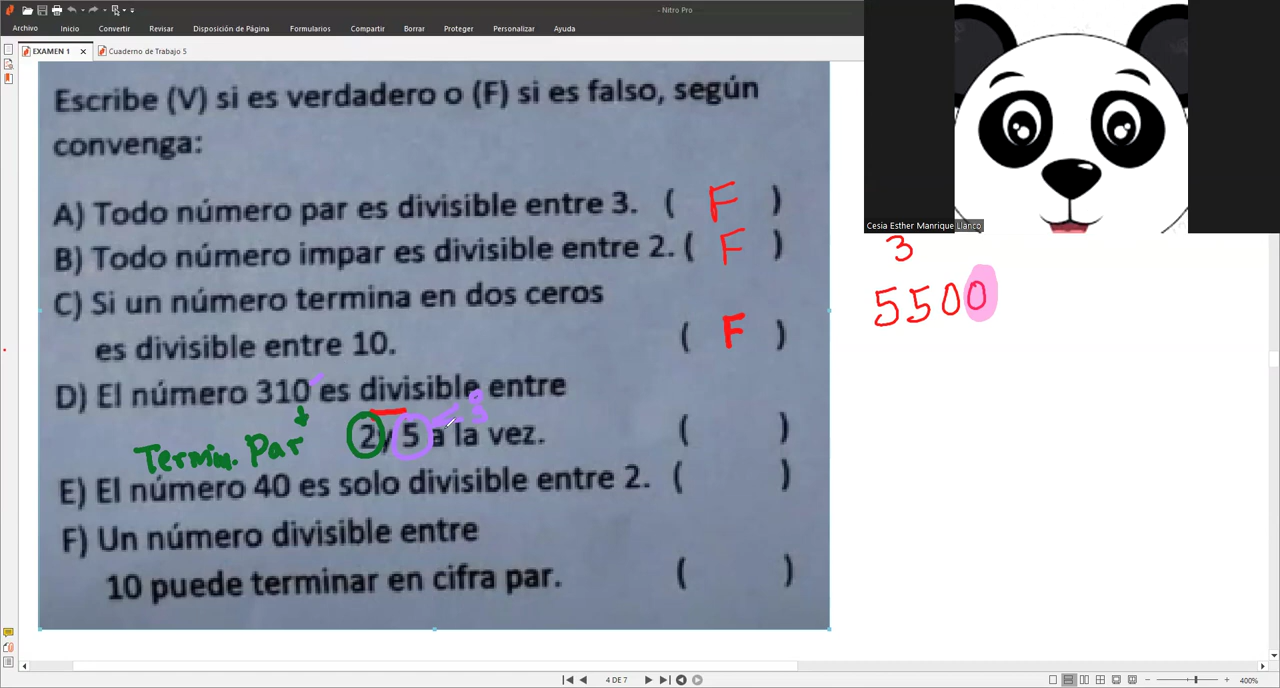 - Nitro Pro
Archivo Inicio Convertir Revisar Disposición de Página Formularios Compartir Borrar Proteger Personalizar Ayuda
EXAMEN 1 Cuaderno de Trabajo 5
Escribe (V) si es verdadero o (F) si es falso, según
convenga:
A) Todo número par es divisible entre 3. ( F )
B) Todo número impar es divisible entre 2. ( F )
C) Si un número termina en dos ceros
es divisible entre 10. ( F )
D) El número 310 es divisible entre
2 y 5 a la vez. ( )
Termin. Par
E) El número 40 es solo divisible entre 2. ( )
F) Un número divisible entre
10 puede terminar en cifra par. ( )
Cesia Esther Manrique Llanco
3
5500
4 DE 7
400%